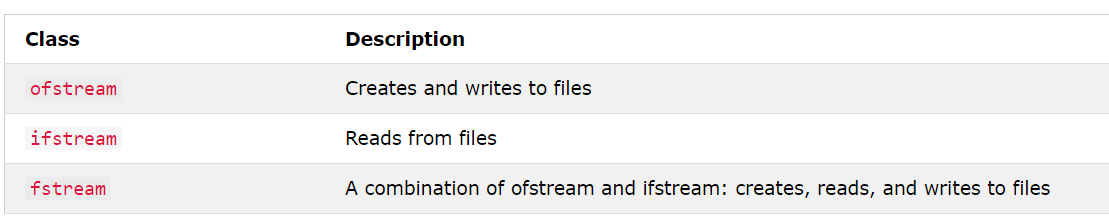 Class Description
ofstream Creates and writes to files
ifstream Reads from files
fstream A combination of ofstream and ifstream: creates, reads, and writes to files